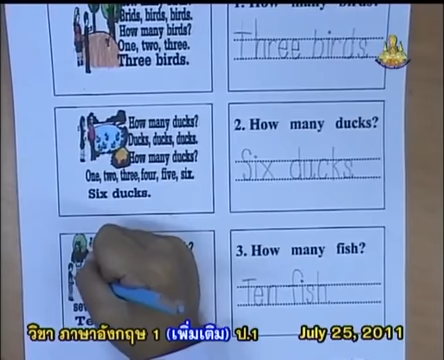 Brids, birds, birds.
How many birds?
One, two, three.
Three birds.
1. How many birds?
Three birds.
How many ducks?
Ducks, ducks, ducks.
How many ducks?
One, two, three, four, five, six.
Six ducks.
2. How many ducks?
Six ducks.
3. How many fish?
Ten fish.
วิชา ภาษาอังกฤษ 1 (เพิ่มเติม) ป.1
July 25, 2011